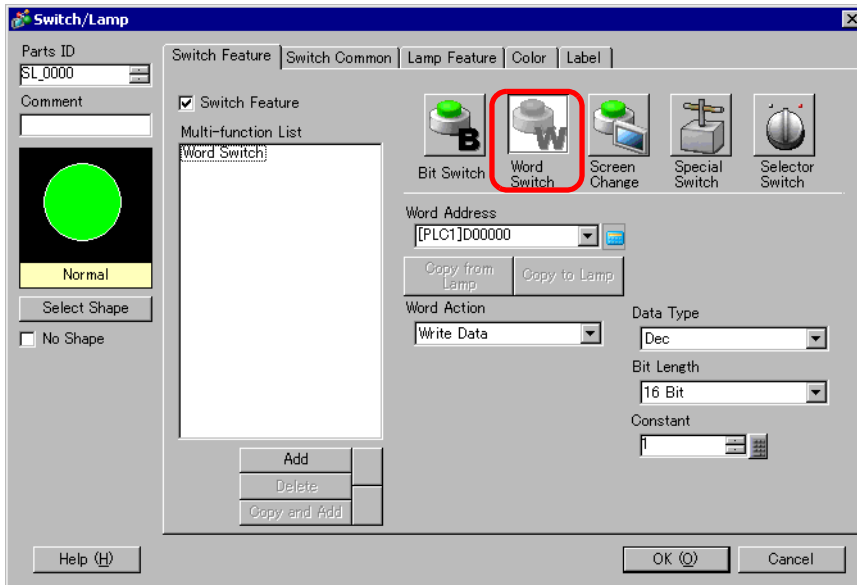 Switch/Lamp
Parts ID
SL_0000
Comment
Normal
Select Shape
No Shape
Switch Feature
Switch Common
Lamp Feature
Color
Label
Switch Feature
Multi-function List
Word Switch
Add
Delete
Copy and Add
B
W
Bit Switch
Word
Switch
Screen
Change
Special
Switch
Selector
Switch
Word Address
[PLC1]D00000
Copy from
Lamp
Copy to Lamp
Word Action
Write Data
Data Type
Dec
Bit Length
16 Bit
Constant
1
Help (H)
OK (O)
Cancel